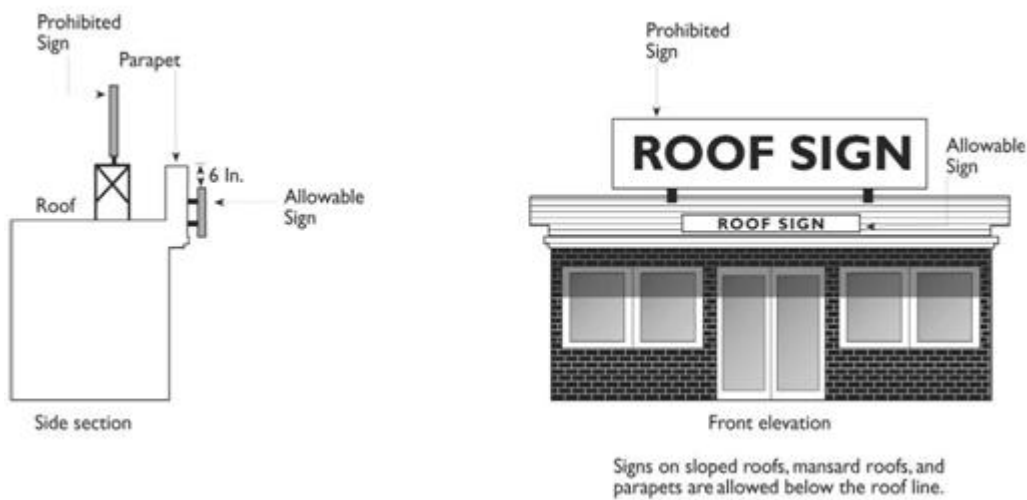 Prohibited
Sign
Parapet
6 In.
Roof
Allowable
Sign
Side section
Prohibited
Sign
ROOF SIGN
Allowable
Sign
ROOF SIGN
Front elevation
Signs on sloped roofs, mansard roofs, and
parapets are allowed below the roof line.